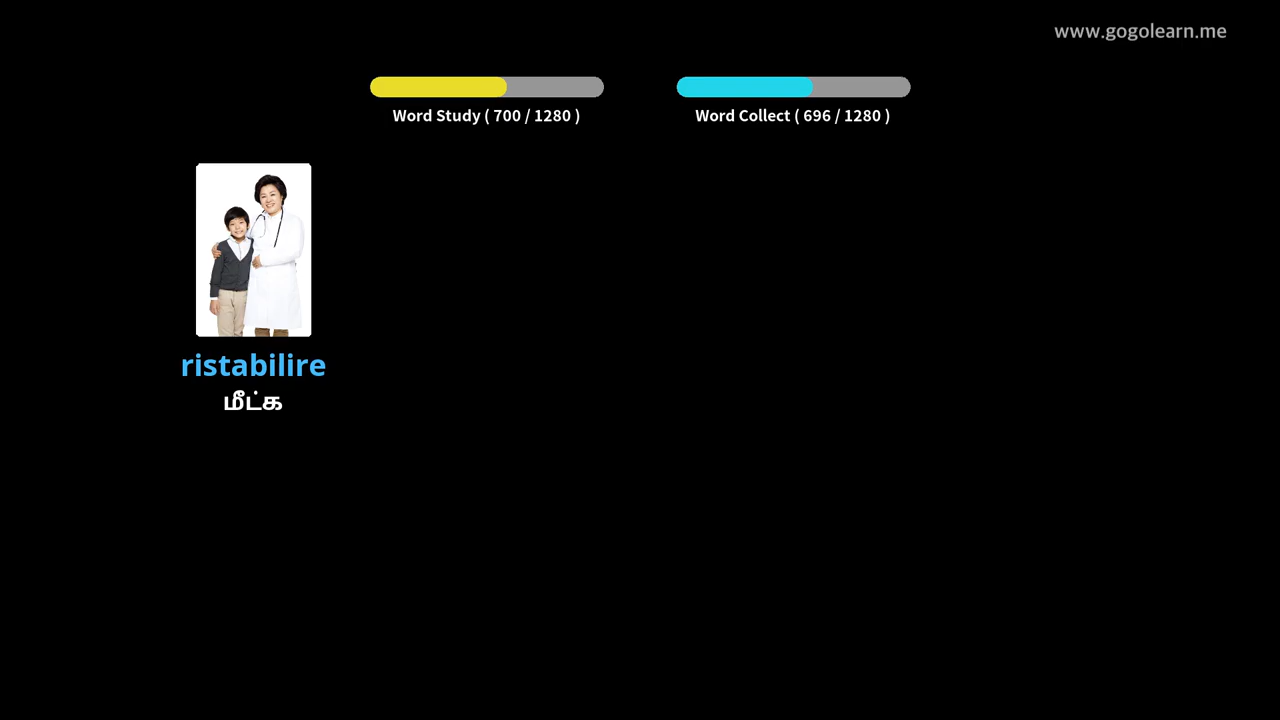 www.gogolearn.me
Word Study ( 700 / 1280 )
Word Collect ( 696 / 1280 )
ristabilire
மீட்க